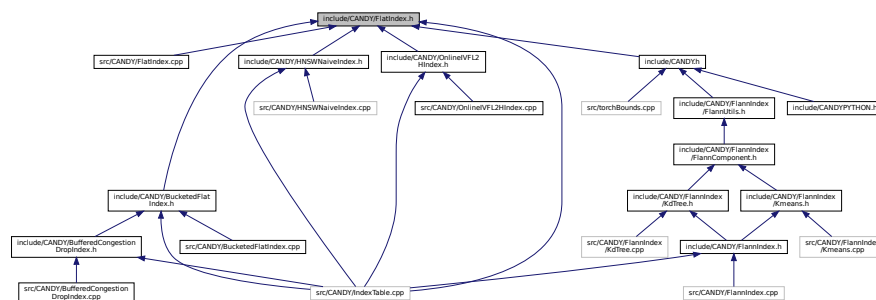 include/CANDY/FlatIndex.h
src/CANDY/FlatIndex.cpp
include/CANDY/HNSWNaiveIndex.h
include/CANDY/OnlineIVFL2
HIndex.h
include/CANDY.h
src/CANDY/HNSWNaiveIndex.cpp
src/CANDY/OnlineIVFL2HIndex.cpp
src/torchBounds.cpp
include/CANDY/FlannIndex
/FlannUtils.h
include/CANDYPYTHON.h
include/CANDY/FlannIndex
/FlannComponent.h
include/CANDY/BucketedFlat
Index.h
include/CANDY/FlannIndex
/KdTree.h
include/CANDY/FlannIndex
/Kmeans.h
include/CANDY/BufferedCongestion
DropIndex.h
src/CANDY/BucketedFlatIndex.cpp
src/CANDY/FlannIndex
/KdTree.cpp
include/CANDY/FlannIndex.h
src/CANDY/FlannIndex
/Kmeans.cpp
src/CANDY/BufferedCongestion
DropIndex.cpp
src/CANDY/IndexTable.cpp
src/CANDY/FlannIndex.cpp